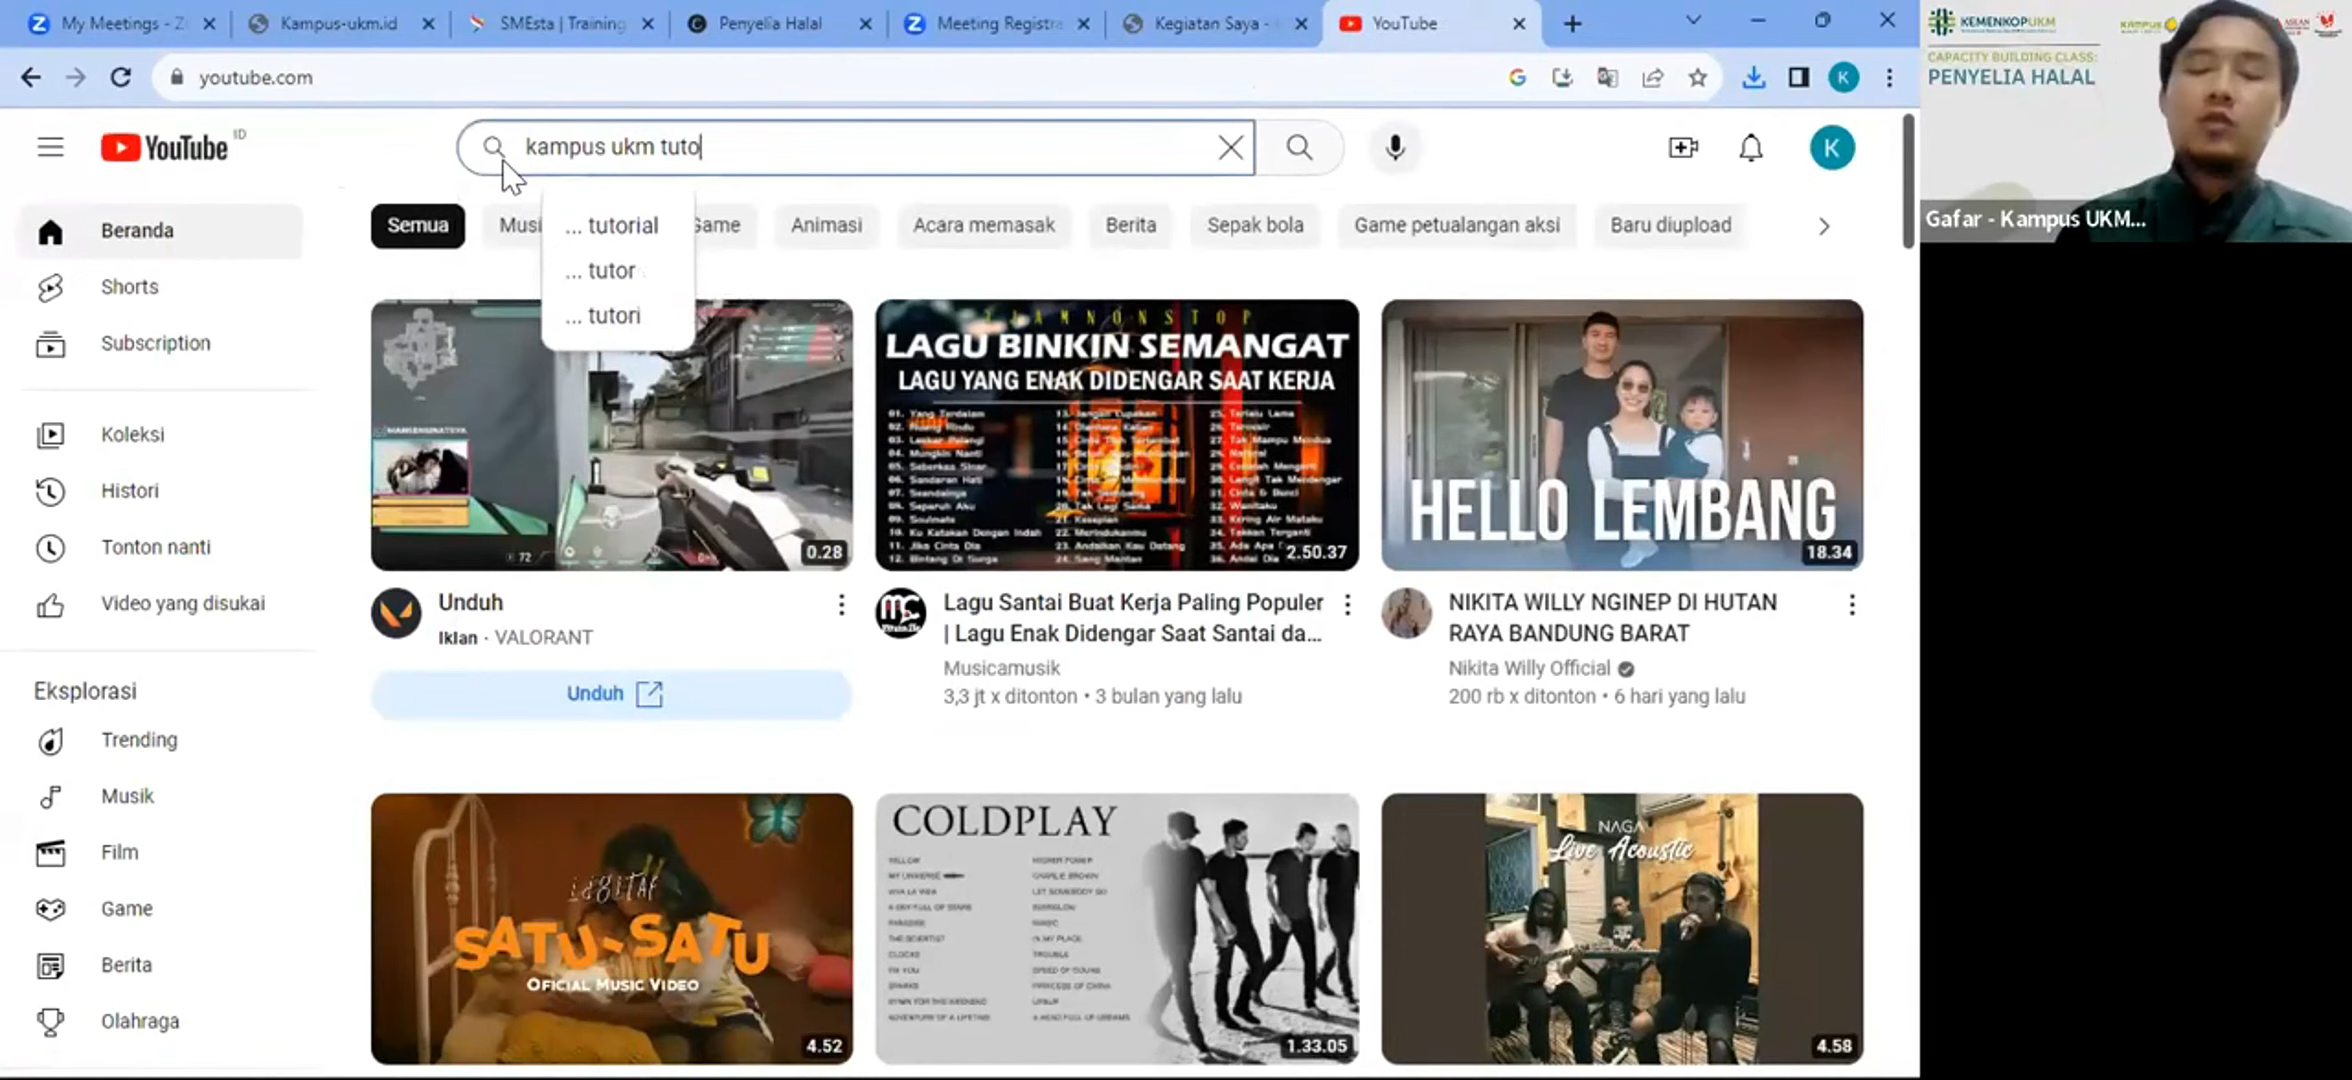 My Meetings - Z
Kampus-ukm.id
SMEsta | Training
Penyelia Halal
Meeting Registra
Kegiatan Saya -
YouTube
youtube.com
K
YouTube
ID
kampus ukm tuto
K
... tutorial
... tutor
... tutori
Semua
Musi
Game
Animasi
Acara memasak
Berita
Sepak bola
Game petualangan aksi
Baru diupload
Beranda
Shorts
Subscription
Koleksi
Histori
Tonton nanti
Video yang disukai
Eksplorasi
Trending
Musik
Film
Game
Berita
Olahraga
72
0.28
Unduh
Iklan · VALORANT
Unduh
JAM NONSTOP
LAGU BINKIN SEMANGAT
LAGU YANG ENAK DIDENGAR SAAT KERJA
2.50.37
Lagu Santai Buat Kerja Paling Populer
| Lagu Enak Didengar Saat Santai da...
Musicamusik
3,3 jt x ditonton • 3 bulan yang lalu
HELLO LEMBANG
18.34
NIKITA WILLY NGINEP DI HUTAN
RAYA BANDUNG BARAT
Nikita Willy Official
200 rb x ditonton • 6 hari yang lalu
idgitaf
SATU-SATU
OFFICIAL MUSIC VIDEO
4.52
COLDPLAY
1.33.05
NAGA
Live Acoustic
4.58
KEMENKOPUKM
KAMPUS
ASEAN
CAPACITY BUILDING CLASS:
PENYELIA HALAL
Gafar - Kampus UKM...